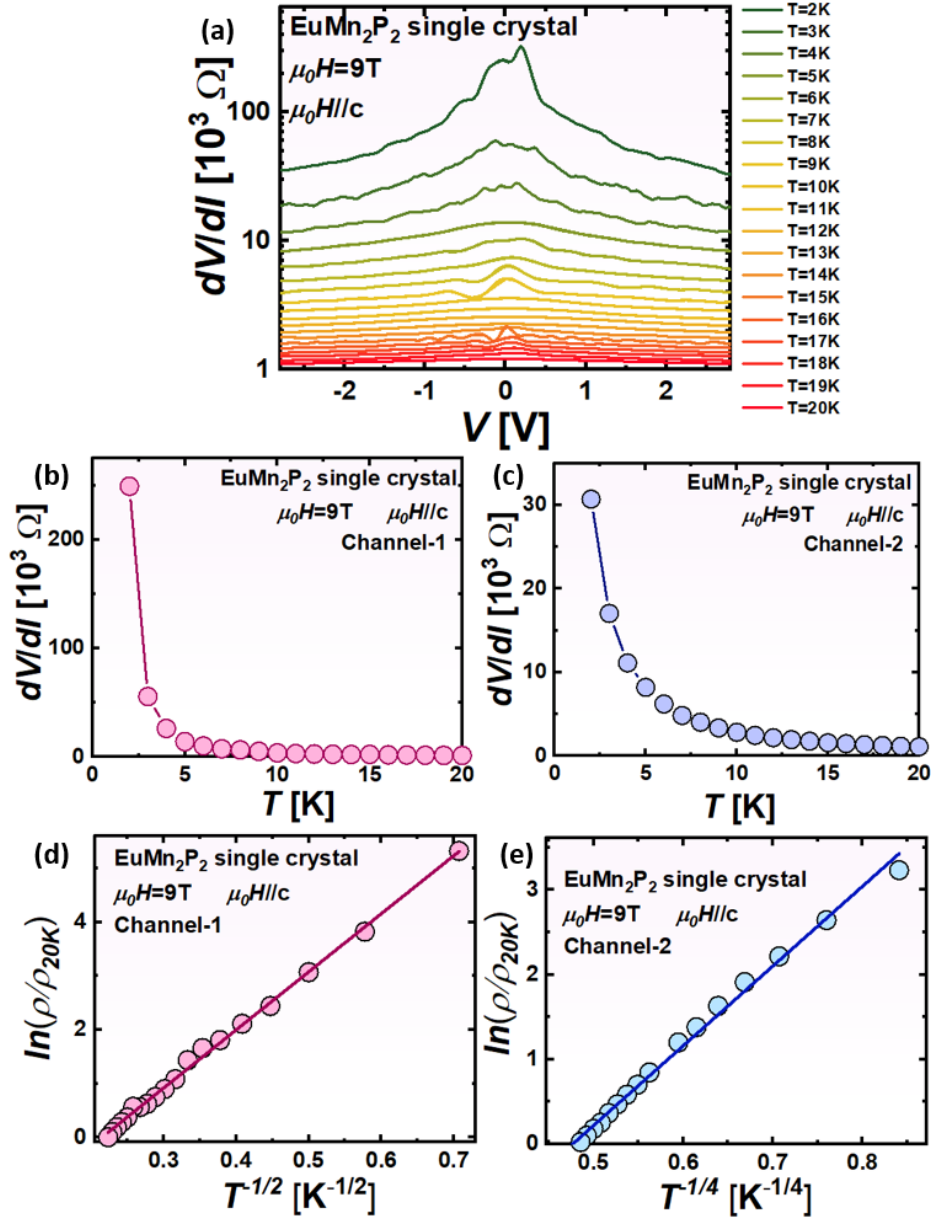 (a)
EuMn₂P₂ single crystal
μ₀H=9T
μ₀H//c
dV/dI [10³ Ω]
100
10
1
-2 -1 0 1 2
V [V]
T=2K
T=3K
T=4K
T=5K
T=6K
T=7K
T=8K
T=9K
T=10K
T=11K
T=12K
T=13K
T=14K
T=15K
T=16K
T=17K
T=18K
T=19K
T=20K
(b)
EuMn₂P₂ single crystal
μ₀H=9T μ₀H//c
Channel-1
dV/dI [10³ Ω]
200
100
0
0 5 10 15 20
T [K]
(c)
EuMn₂P₂ single crystal
μ₀H=9T μ₀H//c
Channel-2
dV/dI [10³ Ω]
30
20
10
0
0 5 10 15 20
T [K]
(d)
EuMn₂P₂ single crystal
μ₀H=9T μ₀H//c
Channel-1
ln(ρ/ρ₂₀K)
4
2
0
0.3 0.4 0.5 0.6 0.7
T⁻¹/² [K⁻¹/²]
(e)
EuMn₂P₂ single crystal
μ₀H=9T μ₀H//c
Channel-2
ln(ρ/ρ₂₀K)
3
2
1
0
0.5 0.6 0.7 0.8
T⁻¹/⁴ [K⁻¹/⁴]